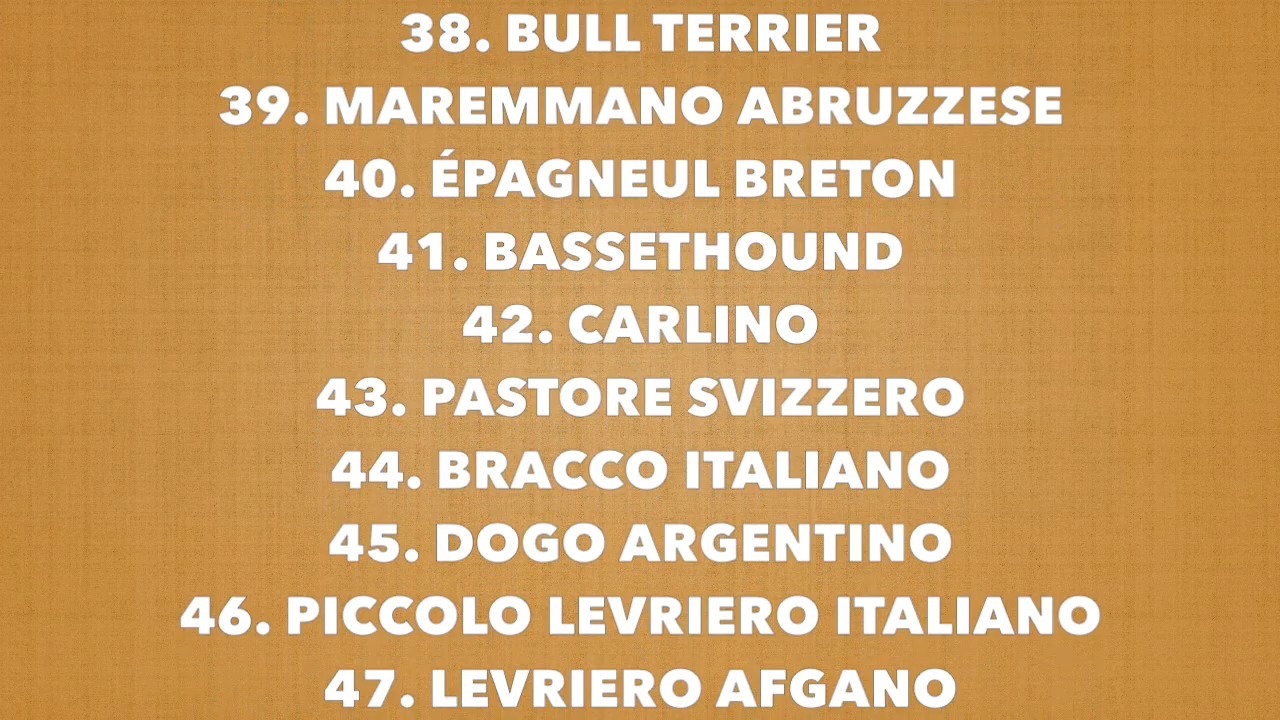 38. BULL TERRIER
39. MAREMMANO ABRUZZESE
40. ÉPAGNEUL BRETON
41. BASSETHOUND
42. CARLINO
43. PASTORE SVIZZERO
44. BRACCO ITALIANO
45. DOGO ARGENTINO
46. PICCOLO LEVRIERO ITALIANO
47. LEVRIERO AFGANO